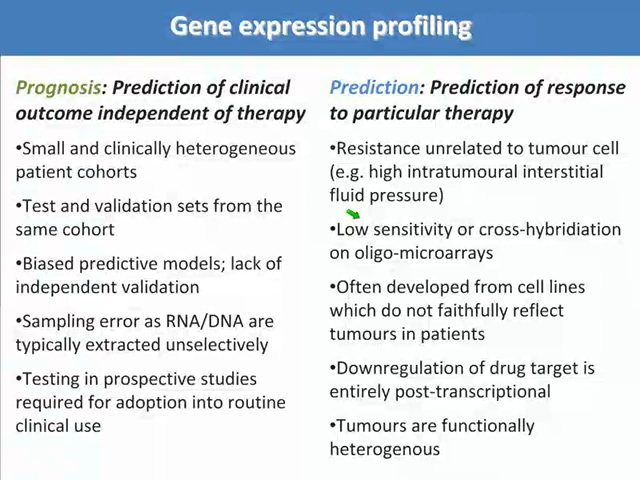 Gene expression profiling
Prognosis: Prediction of clinical
outcome independent of therapy
•Small and clinically heterogeneous
patient cohorts
•Test and validation sets from the
same cohort
•Biased predictive models; lack of
independent validation
•Sampling error as RNA/DNA are
typically extracted unselectively
•Testing in prospective studies
required for adoption into routine
clinical use
Prediction: Prediction of response
to particular therapy
•Resistance unrelated to tumour cell
(e.g. high intratumoural interstitial
fluid pressure)
•Low sensitivity or cross-hybridiation
on oligo-microarrays
•Often developed from cell lines
which do not faithfully reflect
tumours in patients
•Downregulation of drug target is
entirely post-transcriptional
•Tumours are functionally
heterogenous